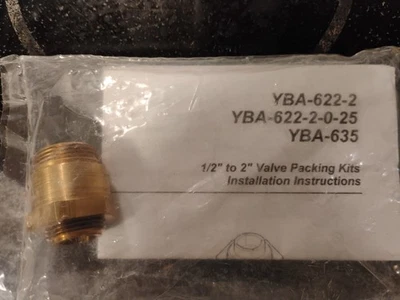 YBA-622-2
YBA-622-2-0-25
YBA-635
1/2" to 2" Valve Packing Kits
Installation Instructions